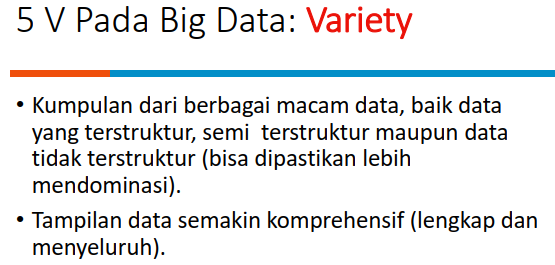 5 V Pada Big Data: Variety
• Kumpulan dari berbagai macam data, baik data
yang terstruktur, semi  terstruktur maupun data
tidak terstruktur (bisa dipastikan lebih
mendominasi).
• Tampilan data semakin komprehensif (lengkap dan
menyeluruh).